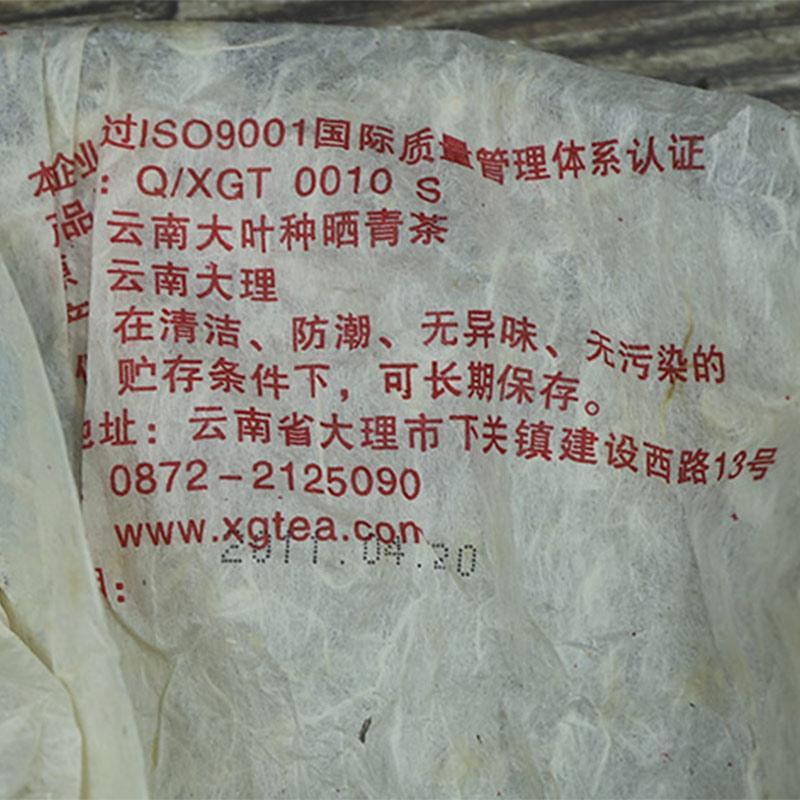 本企 过ISO9001国际质量管理体系认证
品 : Q/XGT 0010 S
云南大叶种晒青茶
云南大理
在清洁、防潮、无异味、无污染的
贮存条件下，可长期保存。
址：云南省大理市下关镇建设西路13号
0872-2125090
www.xgtea.com
2011.04.20
: